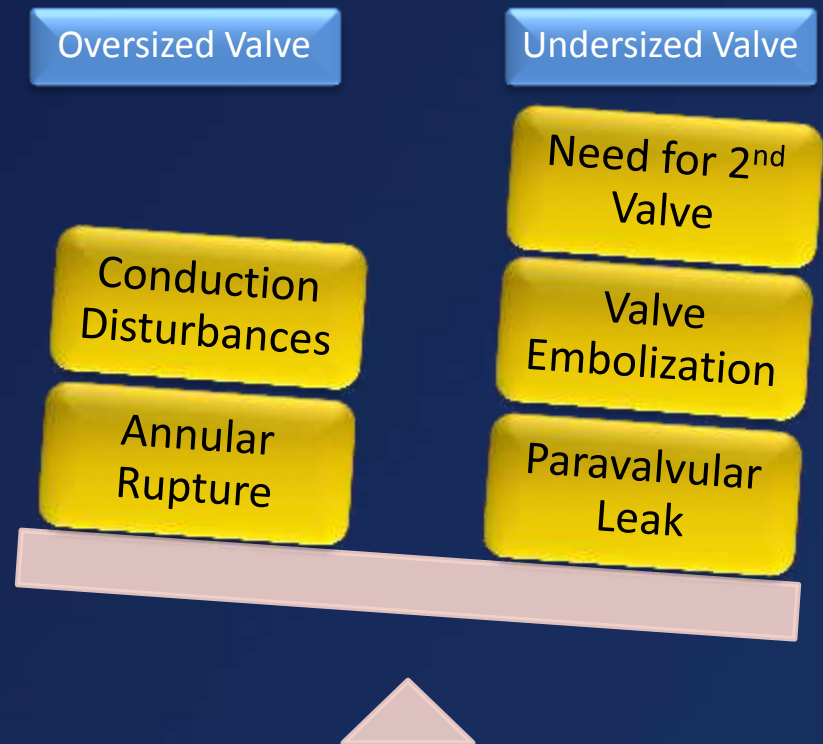 Oversized Valve
Undersized Valve
Need for 2nd
Valve
Conduction
Disturbances
Valve
Embolization
Annular
Rupture
Paravalvular
Leak